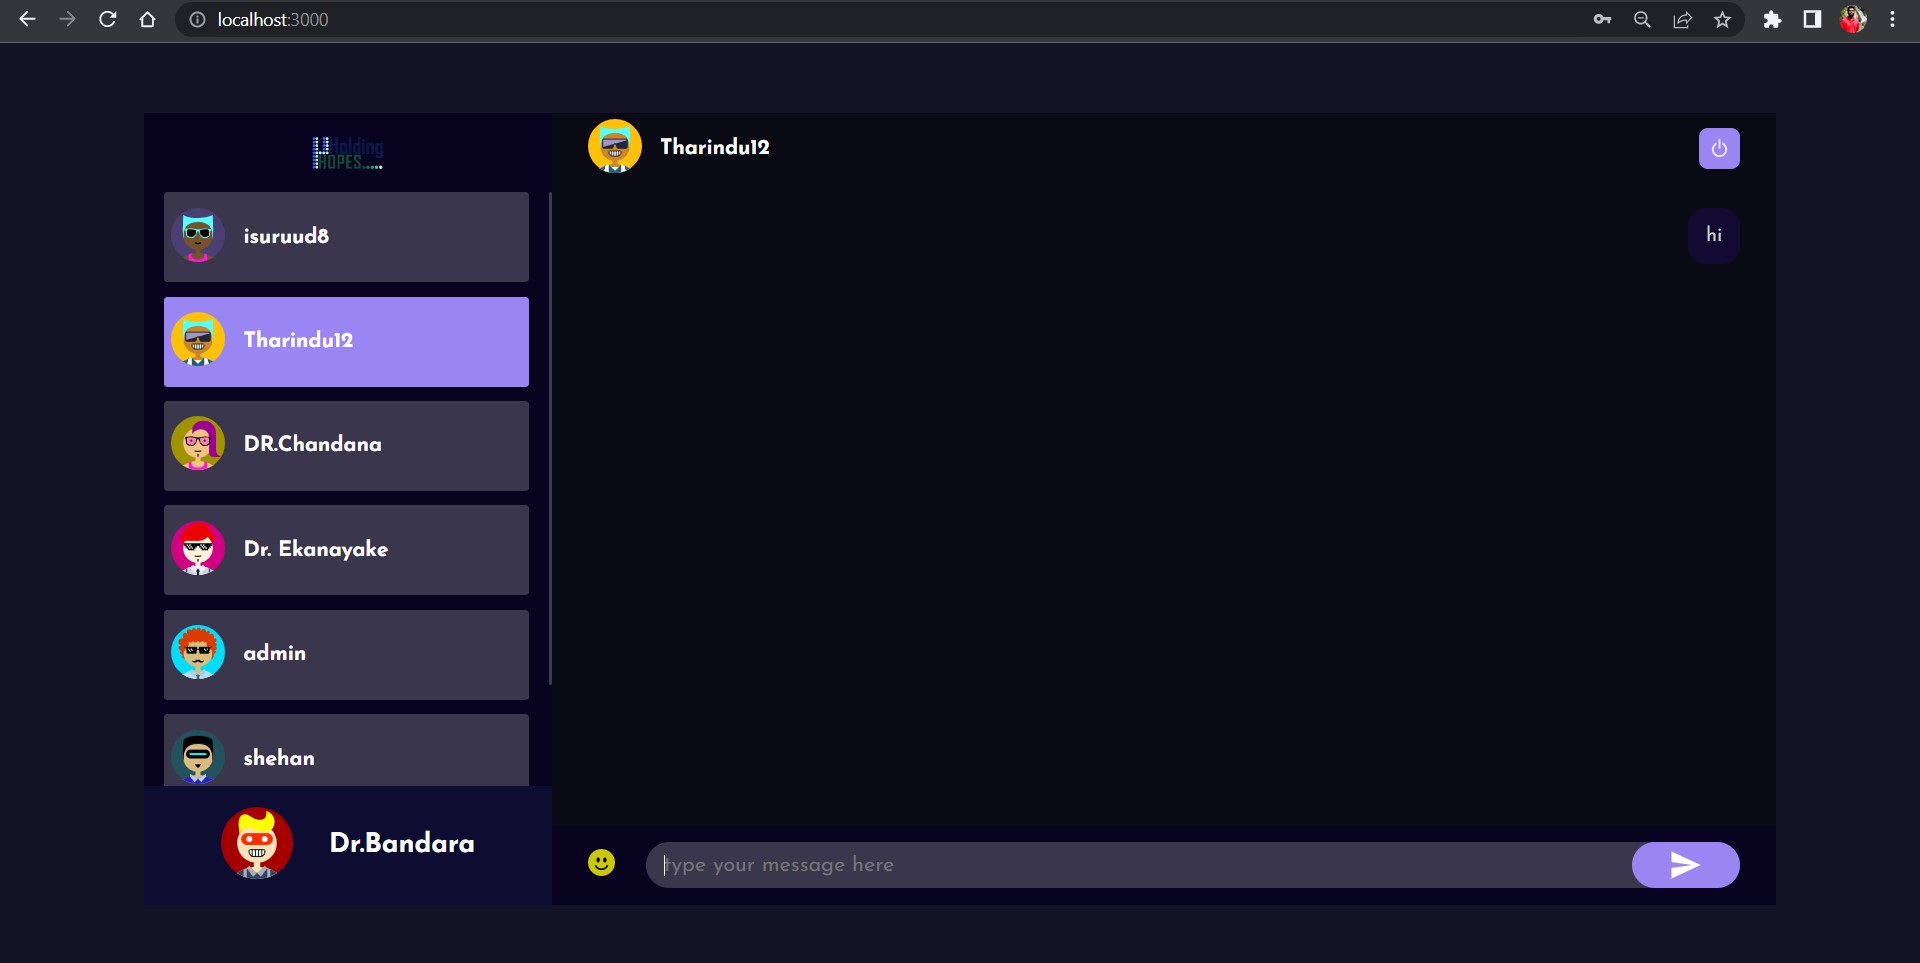 localhost:3000
Holding
HOPES.....
isuruud8
Tharindu12
DR.Chandana
Dr. Ekanayake
admin
shehan
Dr.Bandara
Tharindu12
hi
type your message here